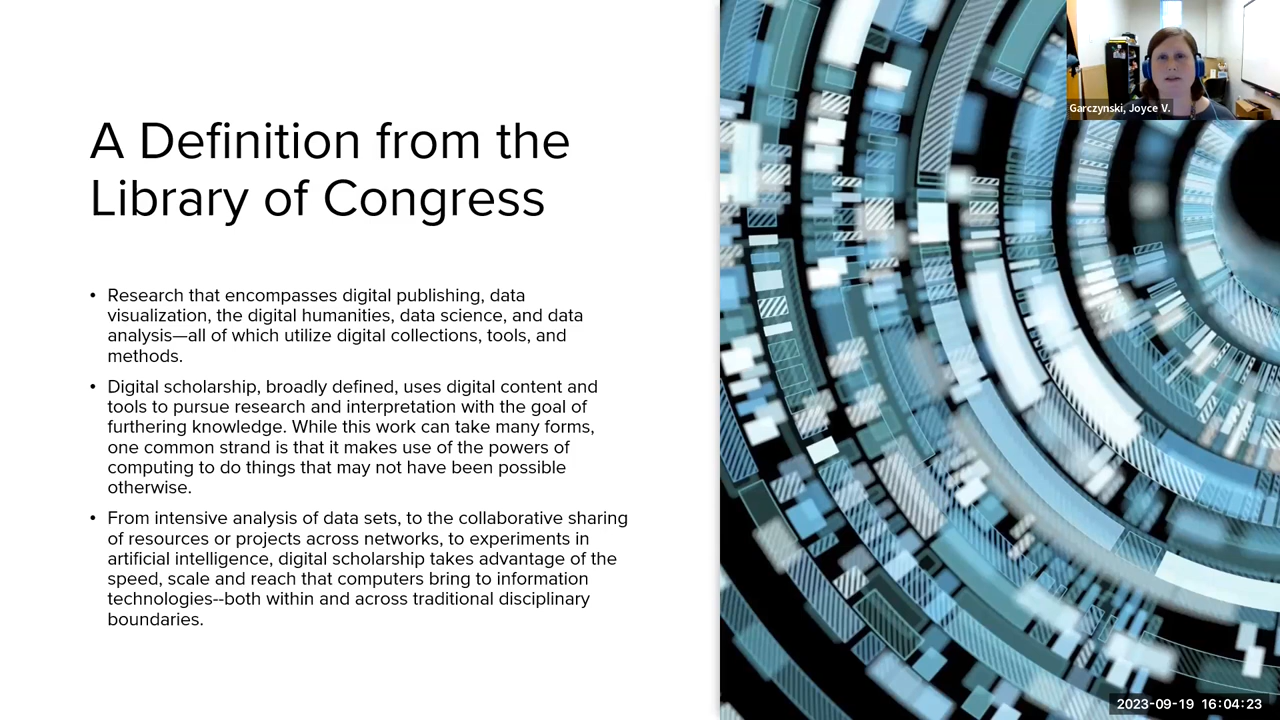 A Definition from the
Library of Congress
• Research that encompasses digital publishing, data
visualization, the digital humanities, data science, and data
analysis—all of which utilize digital collections, tools, and
methods.
• Digital scholarship, broadly defined, uses digital content and
tools to pursue research and interpretation with the goal of
furthering knowledge. While this work can take many forms,
one common strand is that it makes use of the powers of
computing to do things that may not have been possible
otherwise.
• From intensive analysis of data sets, to the collaborative sharing
of resources or projects across networks, to experiments in
artificial intelligence, digital scholarship takes advantage of the
speed, scale and reach that computers bring to information
technologies--both within and across traditional disciplinary
boundaries.
Garczynski, Joyce V.
2023-09-19 16:04:23